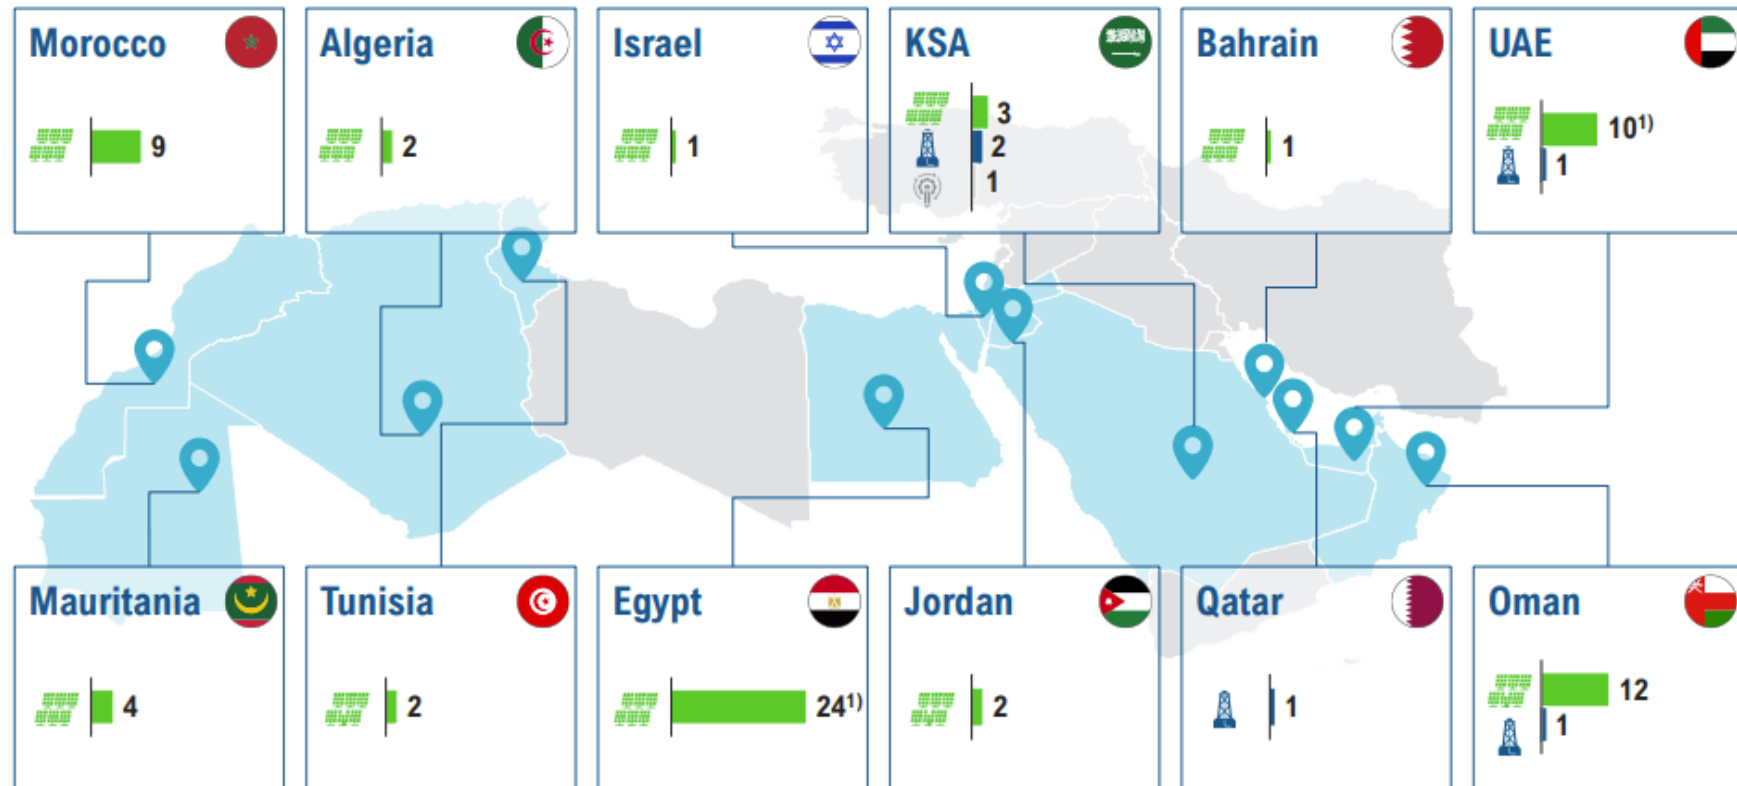 Morocco
9
Algeria
2
Israel
1
KSA
3
2
1
Bahrain
1
UAE
10¹⁾
1
Mauritania
4
Tunisia
2
Egypt
24¹⁾
Jordan
2
Qatar
1
Oman
12
1